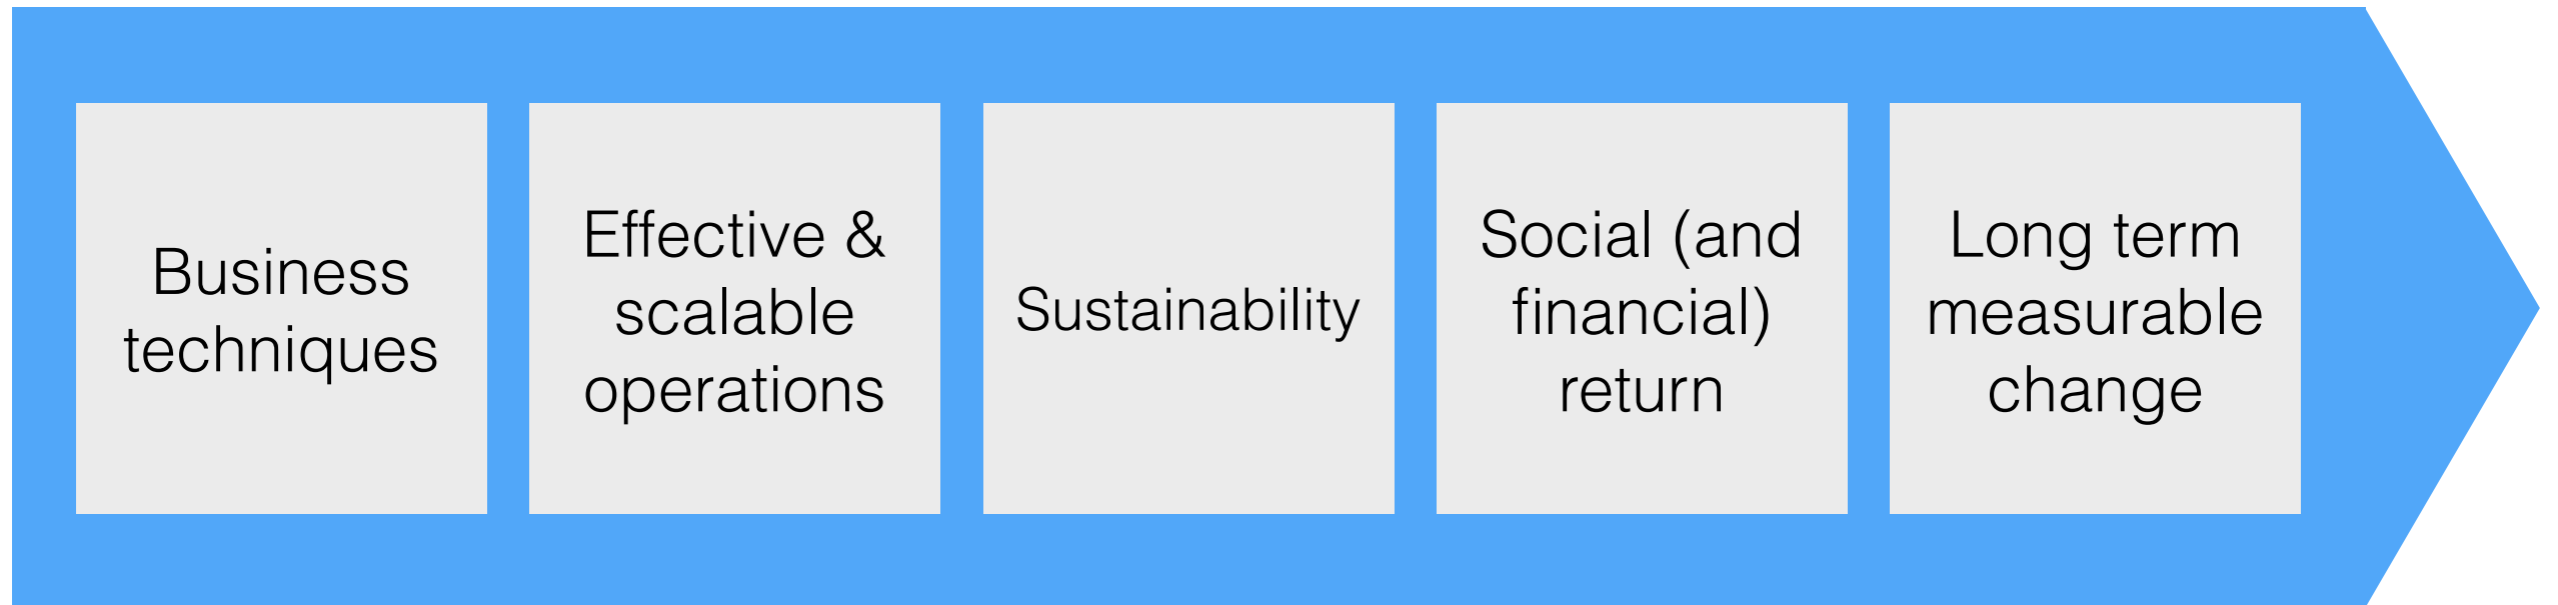 Business
techniques
Effective &
scalable
operations
Sustainability
Social (and
financial)
return
Long term
measurable
change